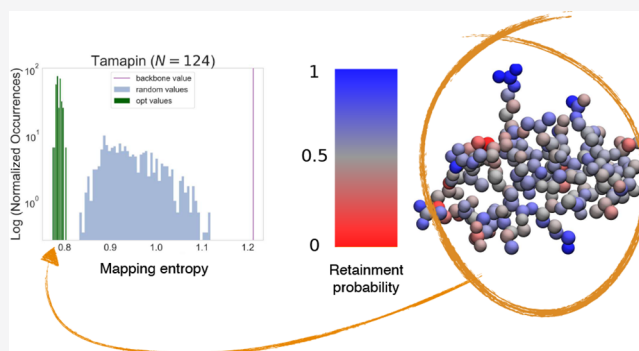 Tamapin (N = 124)
Log (Normalized Occurrences)
10²
10¹
10⁰
backbone value
random values
opt values
0.8 0.9 1.0 1.1 1.2
Mapping entropy
1
0.5
0
Retainment
probability